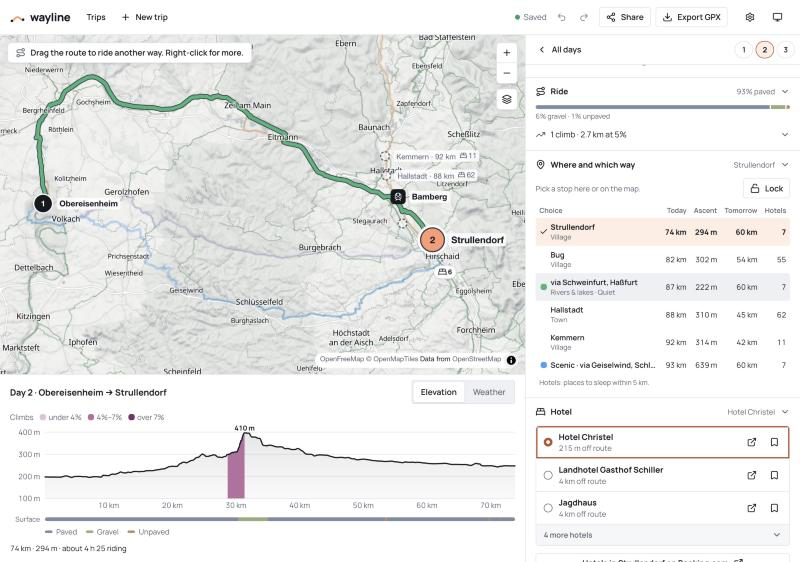 wayline
Trips
New trip
Saved
Share
Export GPX
Drag the route to ride another way. Right-click for more.
Ebern
Bad Staffelstein
Niederwerrn
Ebensfeld
Bergrheinfeld
Gochsheim
Zeil am Main
Zapfendorf
Röthlein
Eltmann
Baunach
Scheßlitz
Kemmern · 92 km 11
Hallstadt
Hallstadt · 88 km 62
Litzendorf
Kolitzheim
Gerolzhofen
Bamberg
1 Obereisenheim
Volkach
Stegaurach
2 Strullendorf
Burgebrach
Hirschaid
Prichsenstadt
6
Dettelbach
Wiesentheid
Geiselwind
Eggolsheim
Schlüsselfeld
Kitzingen
Burghaslach
Höchstadt
an der Aisch
Adelsdorf
Forchheim
Iphofen
Marktsteft
Scheinfeld
Uehlfeld
OpenFreeMap © OpenMapTiles Data from OpenStreetMap
Day 2 · Obereisenheim → Strullendorf
Elevation
Weather
Climbs
under 4%
4%–7%
over 7%
410 m
400 m
300 m
200 m
100 m
10 km
20 km
30 km
40 km
50 km
60 km
70 km
Surface
Paved
Gravel
Unpaved
74 km · 294 m · about 4 h 25 riding
All days
1
2
3
Ride
93% paved
6% gravel · 1% unpaved
1 climb · 2.7 km at 5%
Where and which way
Strullendorf
Pick a stop here or on the map.
Lock
Choice Today Ascent Tomorrow Hotels
Strullendorf 74 km 294 m 60 km 7
Village
Bug 82 km 302 m 54 km 55
Village
via Schweinfurt, Haßfurt 87 km 222 m 60 km 7
Rivers & lakes · Quiet
Hallstadt 88 km 310 m 45 km 62
Town
Kemmern 92 km 314 m 42 km 11
Village
Scenic · via Geiselwind, Schl... 93 km 639 m 60 km 7
Hotels: places to sleep within 5 km.
Hotel
Hotel Christel
Hotel Christel
215 m off route
Landhotel Gasthof Schiller
4 km off route
Jagdhaus
4 km off route
4 more hotels